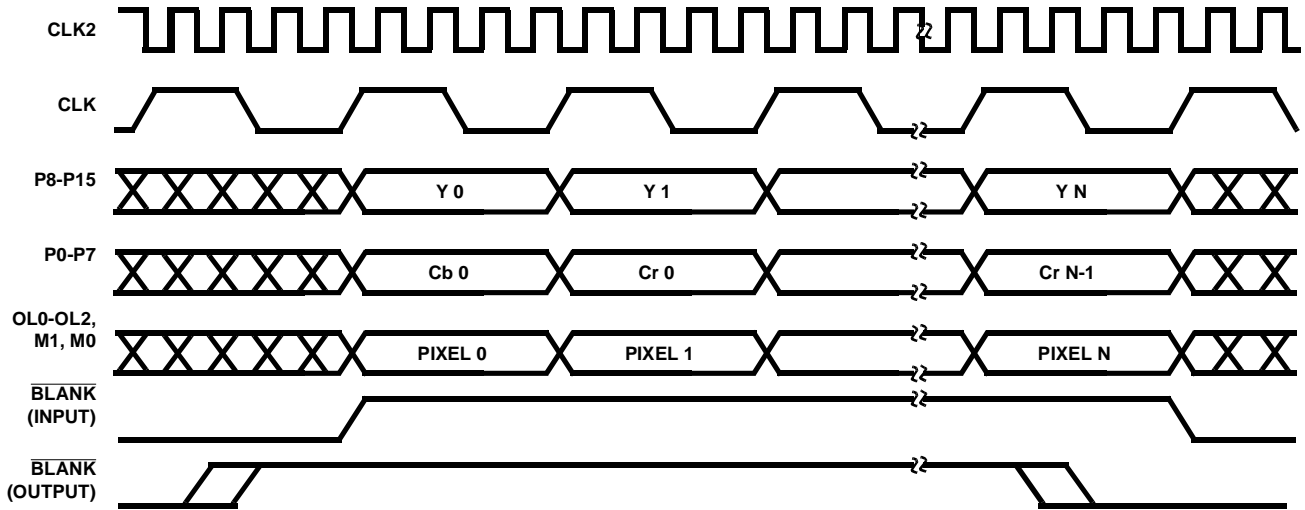 CLK2
CLK
P8-P15
Y 0
Y 1
Y N
P0-P7
Cb 0
Cr 0
Cr N-1
OL0-OL2,
M1, M0
PIXEL 0
PIXEL 1
PIXEL N
BLANK
(INPUT)
BLANK
(OUTPUT)